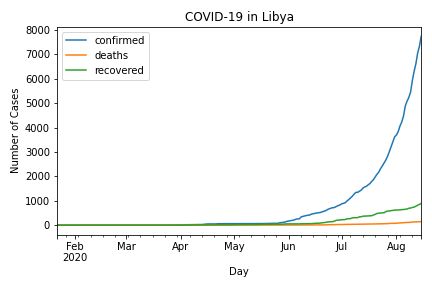 COVID-19 in Libya
8000
7000
6000
5000
4000
3000
2000
1000
0
Number of Cases
confirmed
deaths
recovered
Feb Mar Apr May Jun Jul Aug
2020
Day